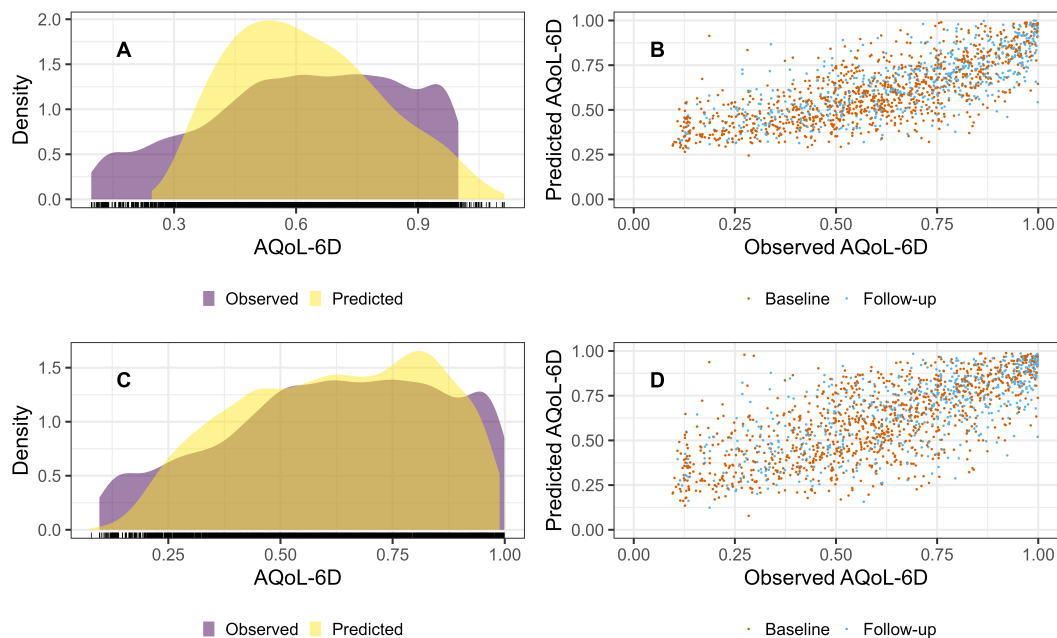 A
Density
2.0
1.5
1.0
0.5
0.0
0.3 0.6 0.9
AQoL-6D
Observed Predicted
B
Predicted AQoL-6D
1.00
0.75
0.50
0.25
0.00
0.00 0.25 0.50 0.75 1.00
Observed AQoL-6D
Baseline Follow-up
C
Density
1.5
1.0
0.5
0.0
0.25 0.50 0.75 1.00
AQoL-6D
Observed Predicted
D
Predicted AQoL-6D
1.00
0.75
0.50
0.25
0.00
0.00 0.25 0.50 0.75 1.00
Observed AQoL-6D
Baseline Follow-up